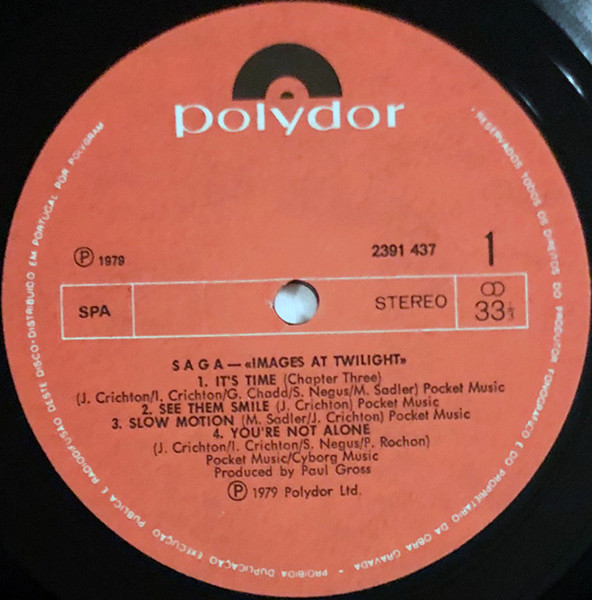 polydor
℗ 1979
2391 437
1
SPA
STEREO
33⅓
SAGA — «IMAGES AT TWILIGHT»
1. IT'S TIME (Chapter Three)
(J. Crichton/I. Crichton/G. Chadd/S. Negus/M. Sadler) Pocket Music
2. SEE THEM SMILE (J. Crichton) Pocket Music
3. SLOW MOTION (M. Sadler/J. Crichton) Pocket Music
4. YOU'RE NOT ALONE
(J. Crichton/I. Crichton/S. Negus/P. Rochon)
Pocket Music/Cyborg Music
Produced by Paul Gross
℗ 1979 Polydor Ltd.
RESERVADOS TODOS OS DIREITOS DO PRODUTOR FONOGRÁFICO E DO PROPRIETÁRIO DA OBRA GRAVADA - PROIBIDA DUPLICAÇÃO EXECUÇÃO PÚBLICA E RADIODIFUSÃO DESTE DISCO - DISTRIBUIDO EM PORTUGAL POR POLYGRAM